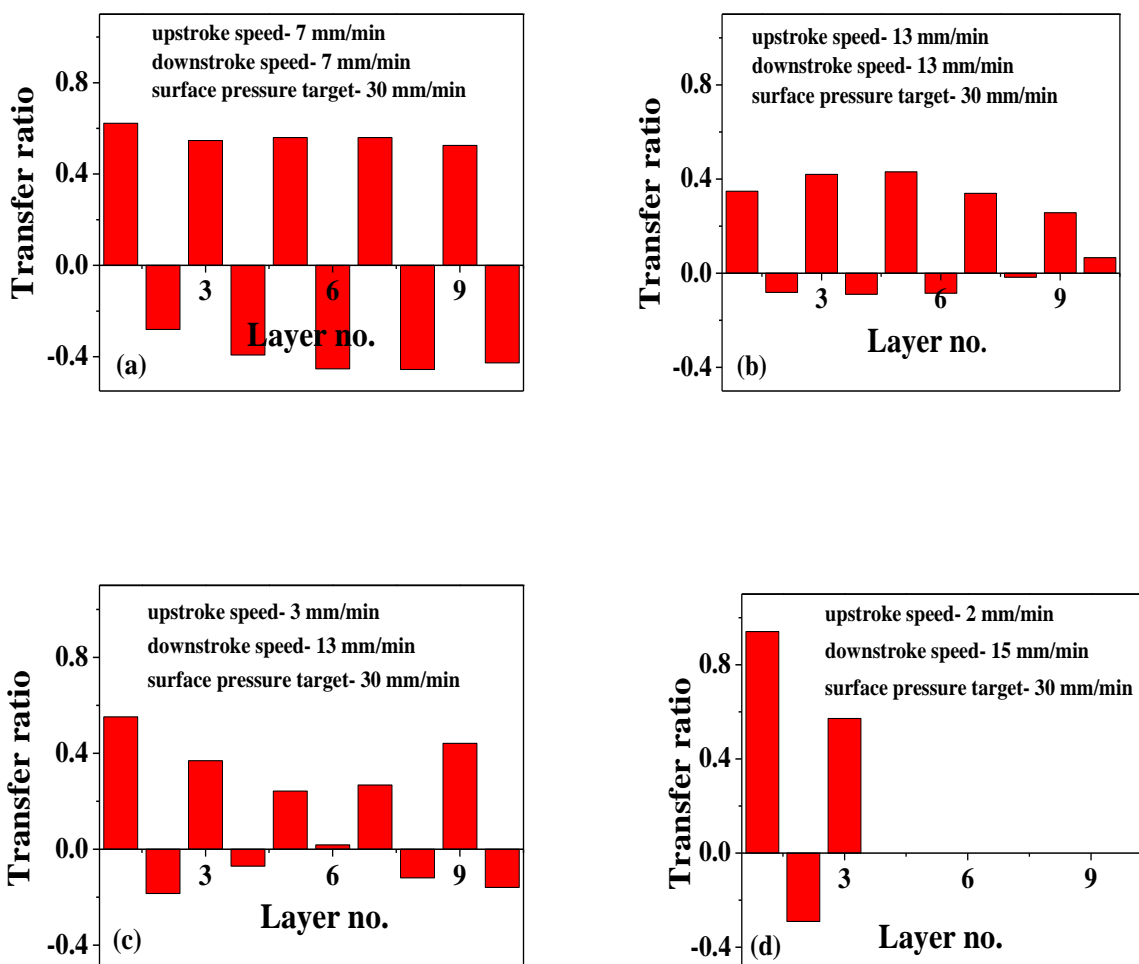 upstroke speed- 7 mm/min
downstroke speed- 7 mm/min
surface pressure target- 30 mm/min
Transfer ratio
0.8
0.4
0.0
-0.4
3
6
9
Layer no.
(a)
upstroke speed- 13 mm/min
downstroke speed- 13 mm/min
surface pressure target- 30 mm/min
Transfer ratio
0.8
0.4
0.0
-0.4
3
6
9
Layer no.
(b)
upstroke speed- 3 mm/min
downstroke speed- 13 mm/min
surface pressure target- 30 mm/min
Transfer ratio
0.8
0.4
0.0
-0.4
3
6
9
Layer no.
(c)
upstroke speed- 2 mm/min
downstroke speed- 15 mm/min
surface pressure target- 30 mm/min
Transfer ratio
0.8
0.4
0.0
-0.4
3
6
9
Layer no.
(d)